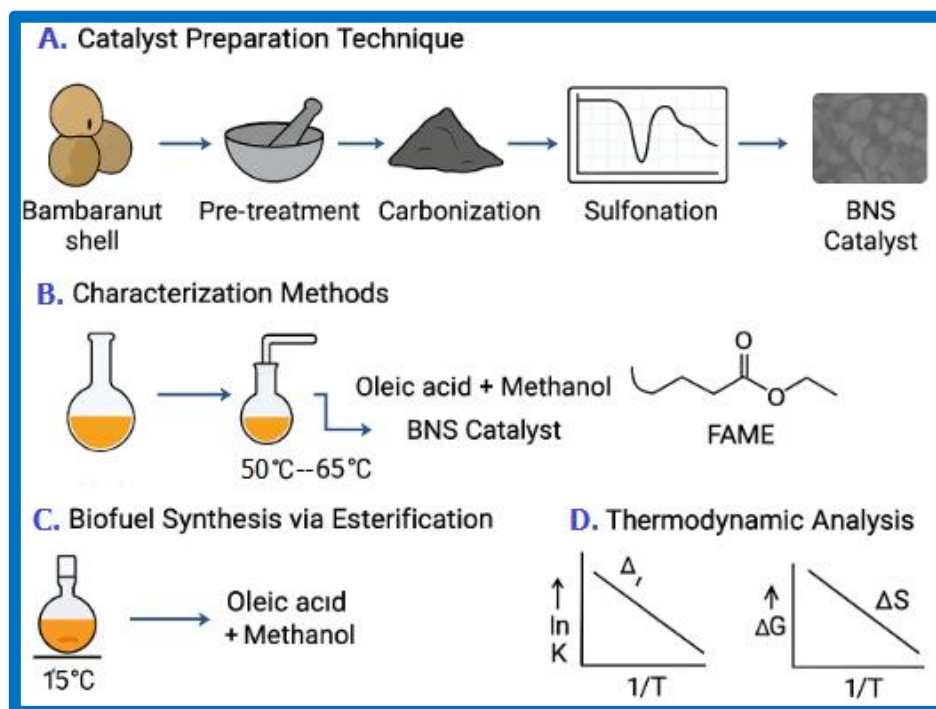 A. Catalyst Preparation Technique
Bambaranut
shell
Pre-treatment
Carbonization
Sulfonation
BNS
Catalyst
B. Characterization Methods
50℃--65℃
Oleic acid + Methanol
BNS Catalyst
O
O
FAME
C. Biofuel Synthesis via Esterification
15°C
Oleic acıd
+ Methanol
D. Thermodynamic Analysis
↑
ln
K
Δ,
1/T
↑
ΔG
ΔS
1/T